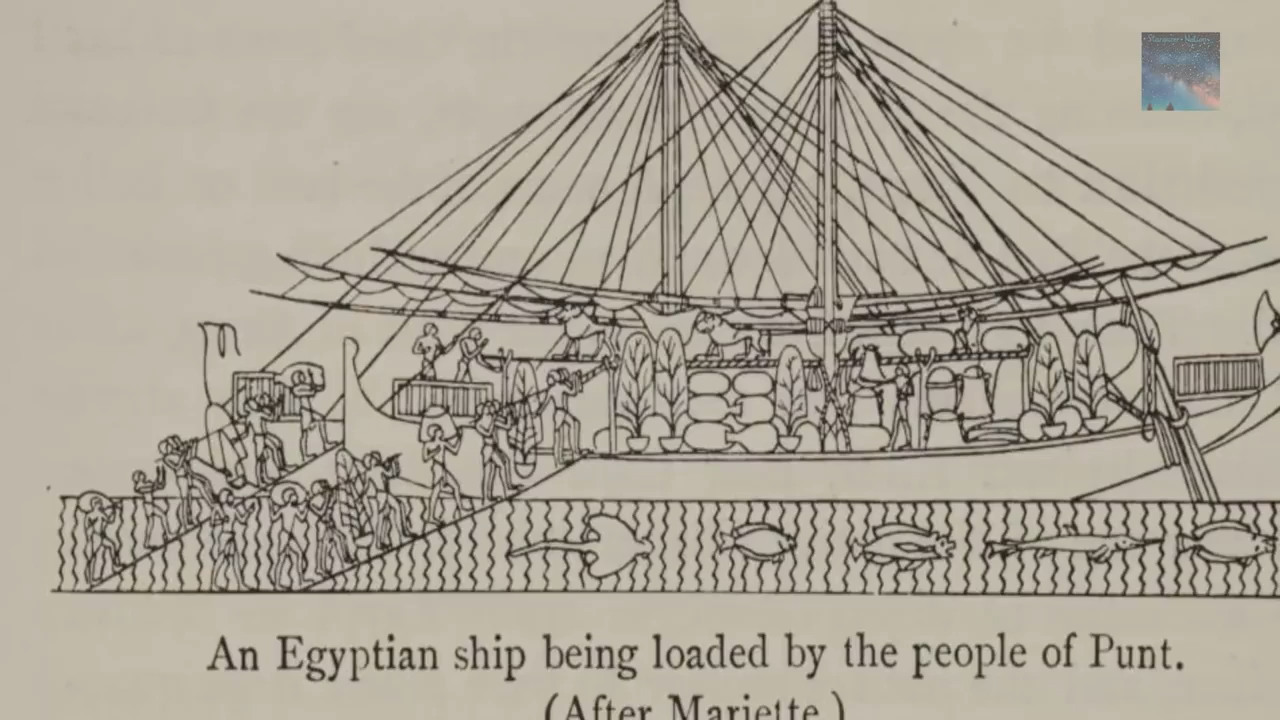 An Egyptian ship being loaded by the people of Punt.
(After Mariette.)